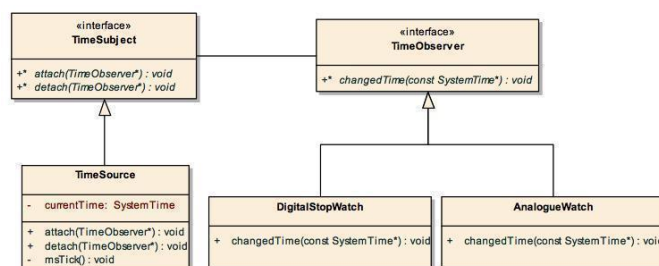 «interface»
TimeSubject
+* attach(TimeObserver*) : void
+* detach(TimeObserver*) : void
«interface»
TimeObserver
+* changedTime(const SystemTime*) : void
TimeSource
- currentTime: SystemTime
+ attach(TimeObserver*) : void
+ detach(TimeObserver*) : void
- msTick() : void
DigitalStopWatch
+ changedTime(const SystemTime*) : void
AnalogueWatch
+ changedTime(const SystemTime*) : void